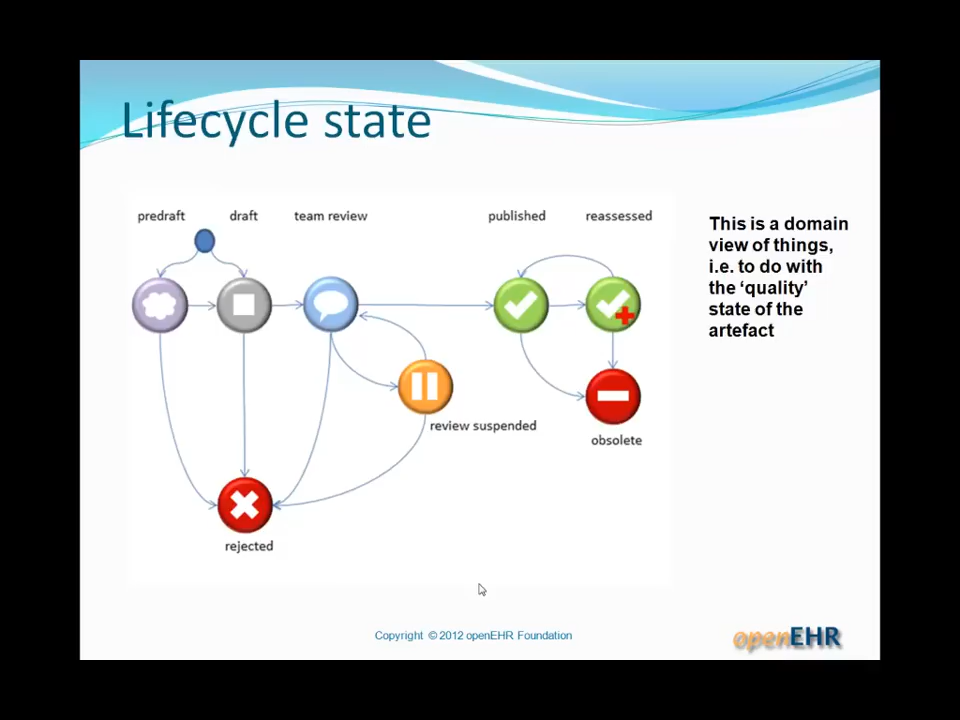 Lifecycle state
predraft draft team review published reassessed
This is a domain
view of things,
i.e. to do with
the ‘quality’
state of the
artefact
review suspended
obsolete
rejected
Copyright © 2012 openEHR Foundation
openEHR